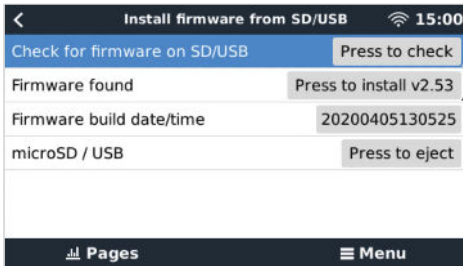 Install firmware from SD/USB 15:00
Check for firmware on SD/USB Press to check
Firmware found Press to install v2.53
Firmware build date/time 20200405130525
microSD / USB Press to eject
Pages Menu